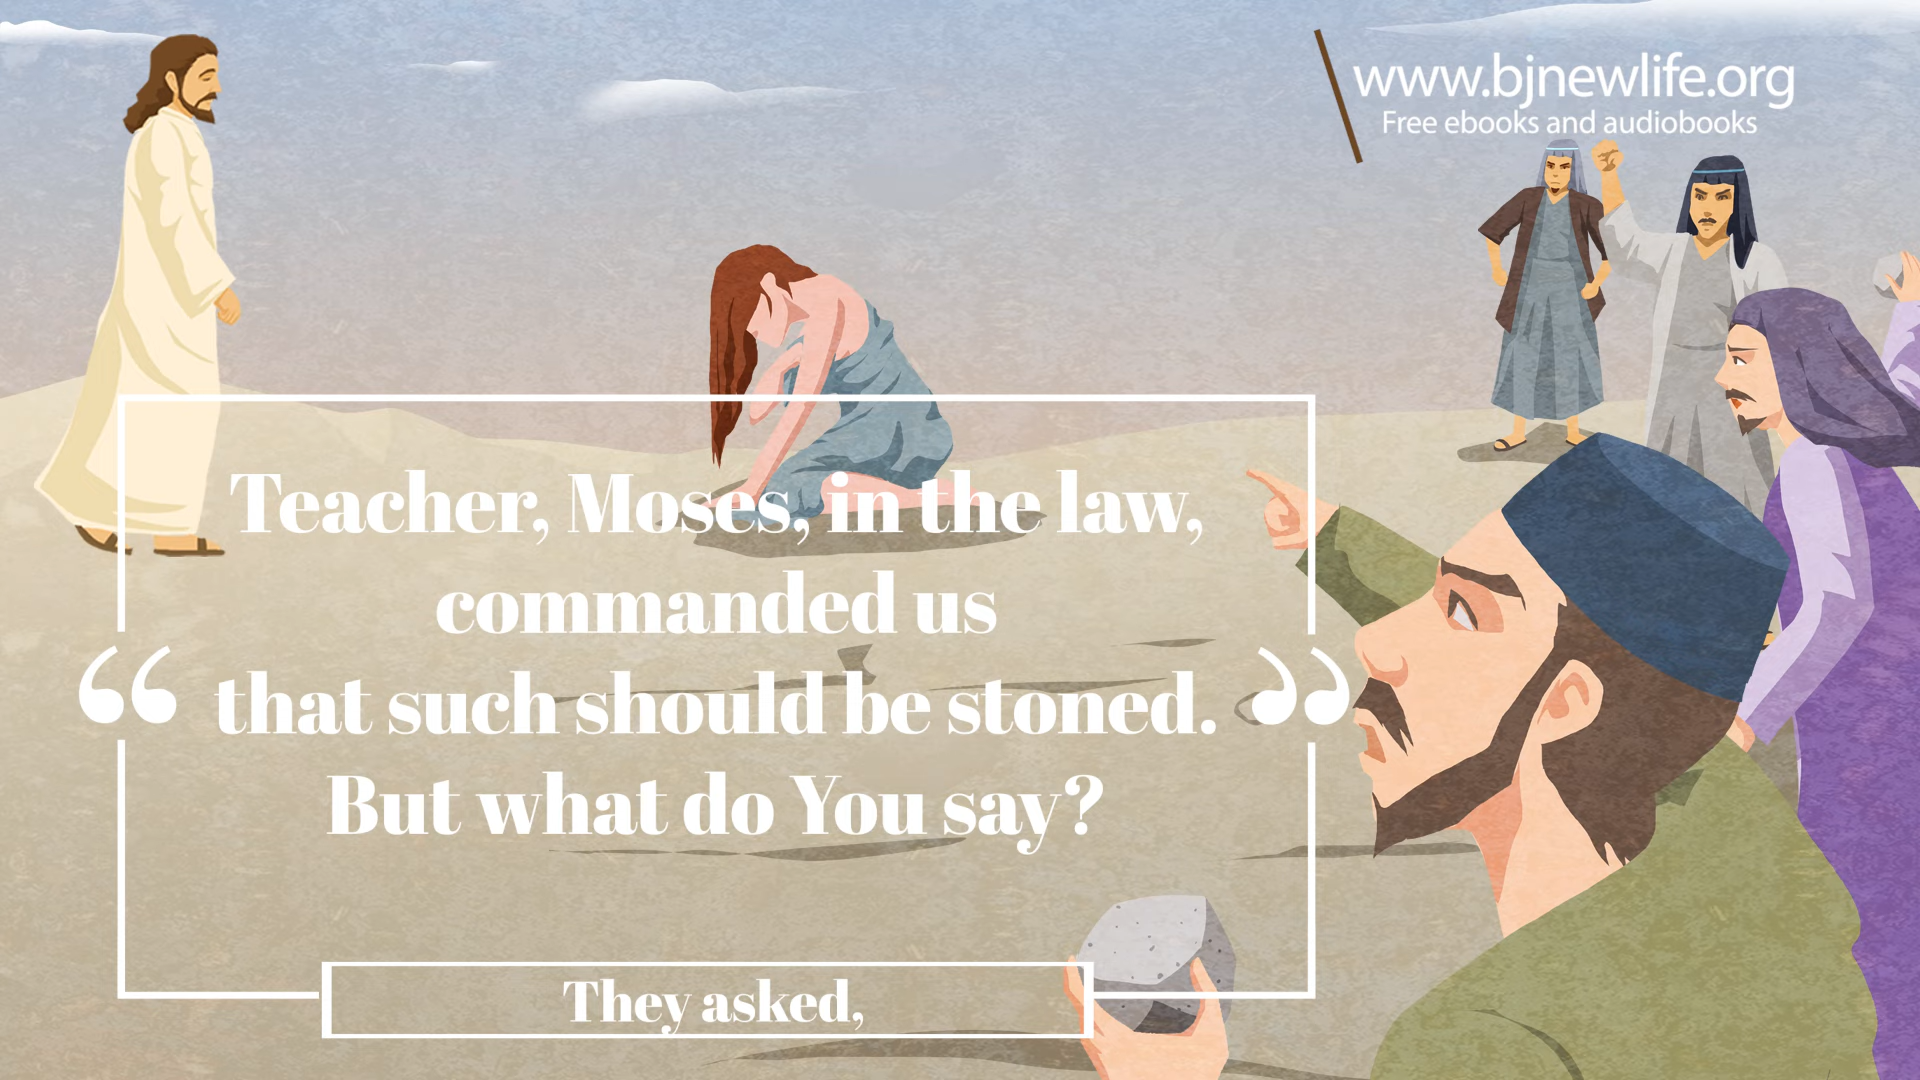 www.bjnewlife.org
Free ebooks and audiobooks
Teacher, Moses, in the law,
commanded us
“ that such should be stoned. ”
But what do You say?
They asked,